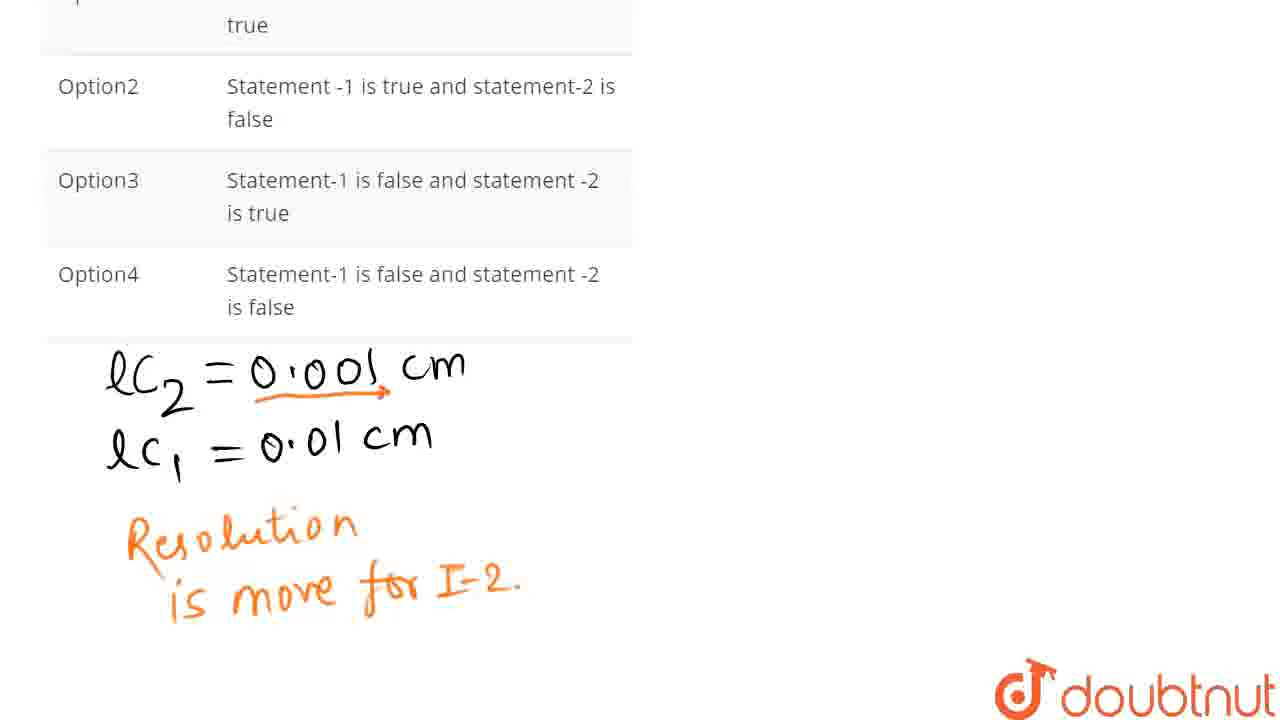 true
Option2 Statement -1 is true and statement-2 is
false
Option3 Statement-1 is false and statement -2
is true
Option4 Statement-1 is false and statement -2
is false
lC2 = 0.001 cm
lC1 = 0.01 cm
Resolution
is more for I-2.
doubtnut